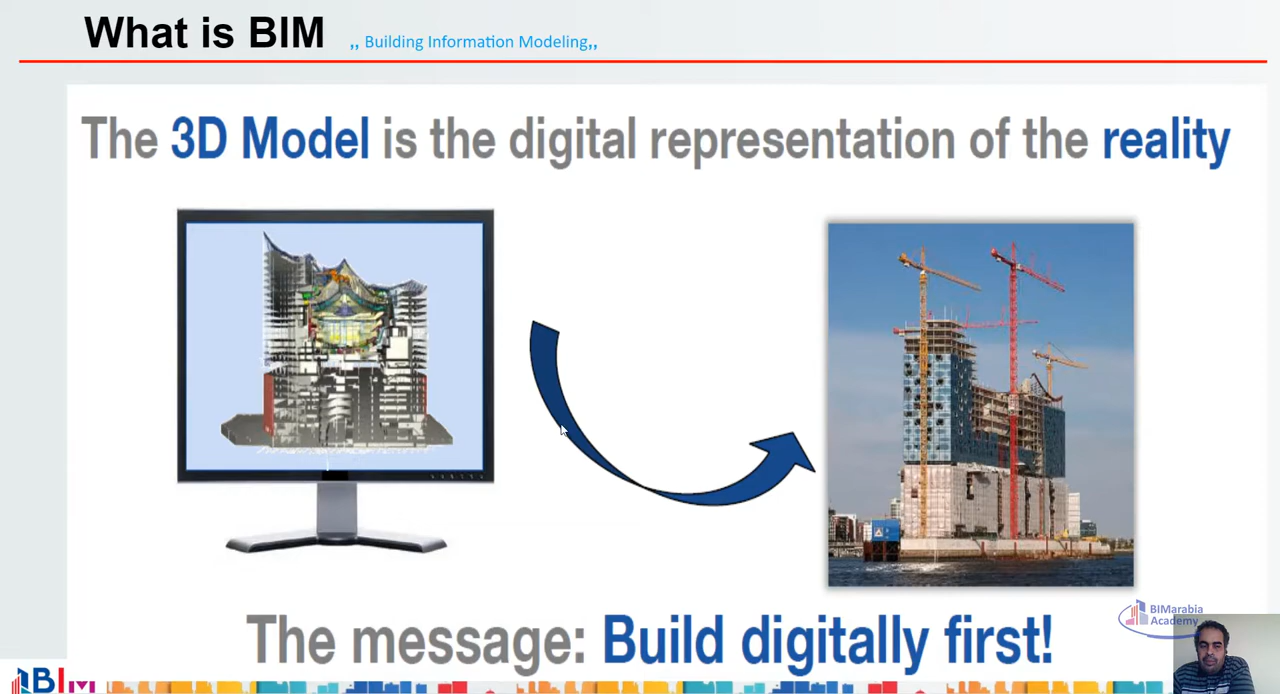 What is BIM ,, Building Information Modeling,,
The 3D Model is the digital representation of the reality
The message: Build digitally first!
BIMarabia
Academy
BIM